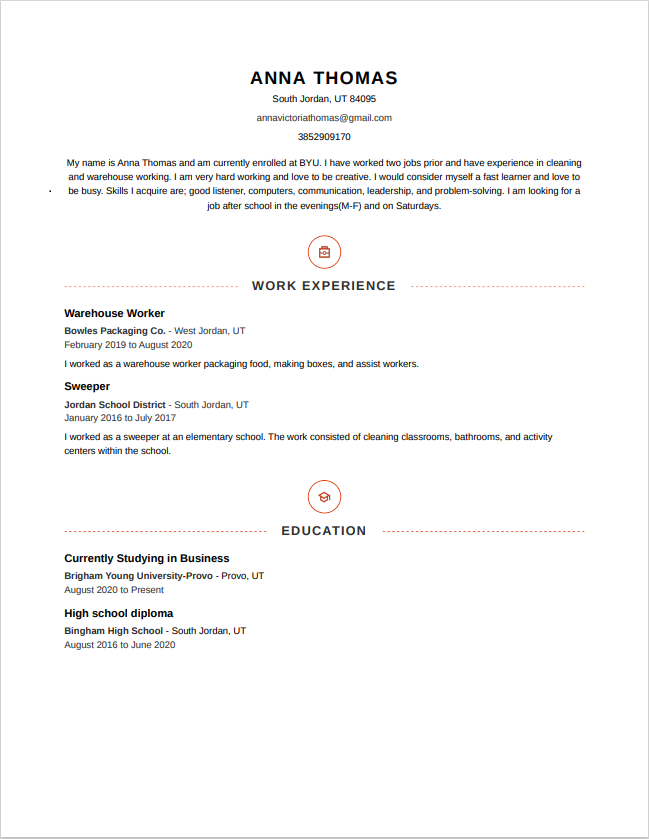 ANNA THOMAS
South Jordan, UT 84095
annavictoriathomas@gmail.com
3852909170
My name is Anna Thomas and am currently enrolled at BYU. I have worked two jobs prior and have experience in cleaning
and warehouse working. I am very hard working and love to be creative. I would consider myself a fast learner and love to
be busy. Skills I acquire are; good listener, computers, communication, leadership, and problem-solving. I am looking for a
job after school in the evenings(M-F) and on Saturdays.
WORK EXPERIENCE
Warehouse Worker
Bowles Packaging Co. - West Jordan, UT
February 2019 to August 2020
I worked as a warehouse worker packaging food, making boxes, and assist workers.
Sweeper
Jordan School District - South Jordan, UT
January 2016 to July 2017
I worked as a sweeper at an elementary school. The work consisted of cleaning classrooms, bathrooms, and activity
centers within the school.
EDUCATION
Currently Studying in Business
Brigham Young University-Provo - Provo, UT
August 2020 to Present
High school diploma
Bingham High School - South Jordan, UT
August 2016 to June 2020